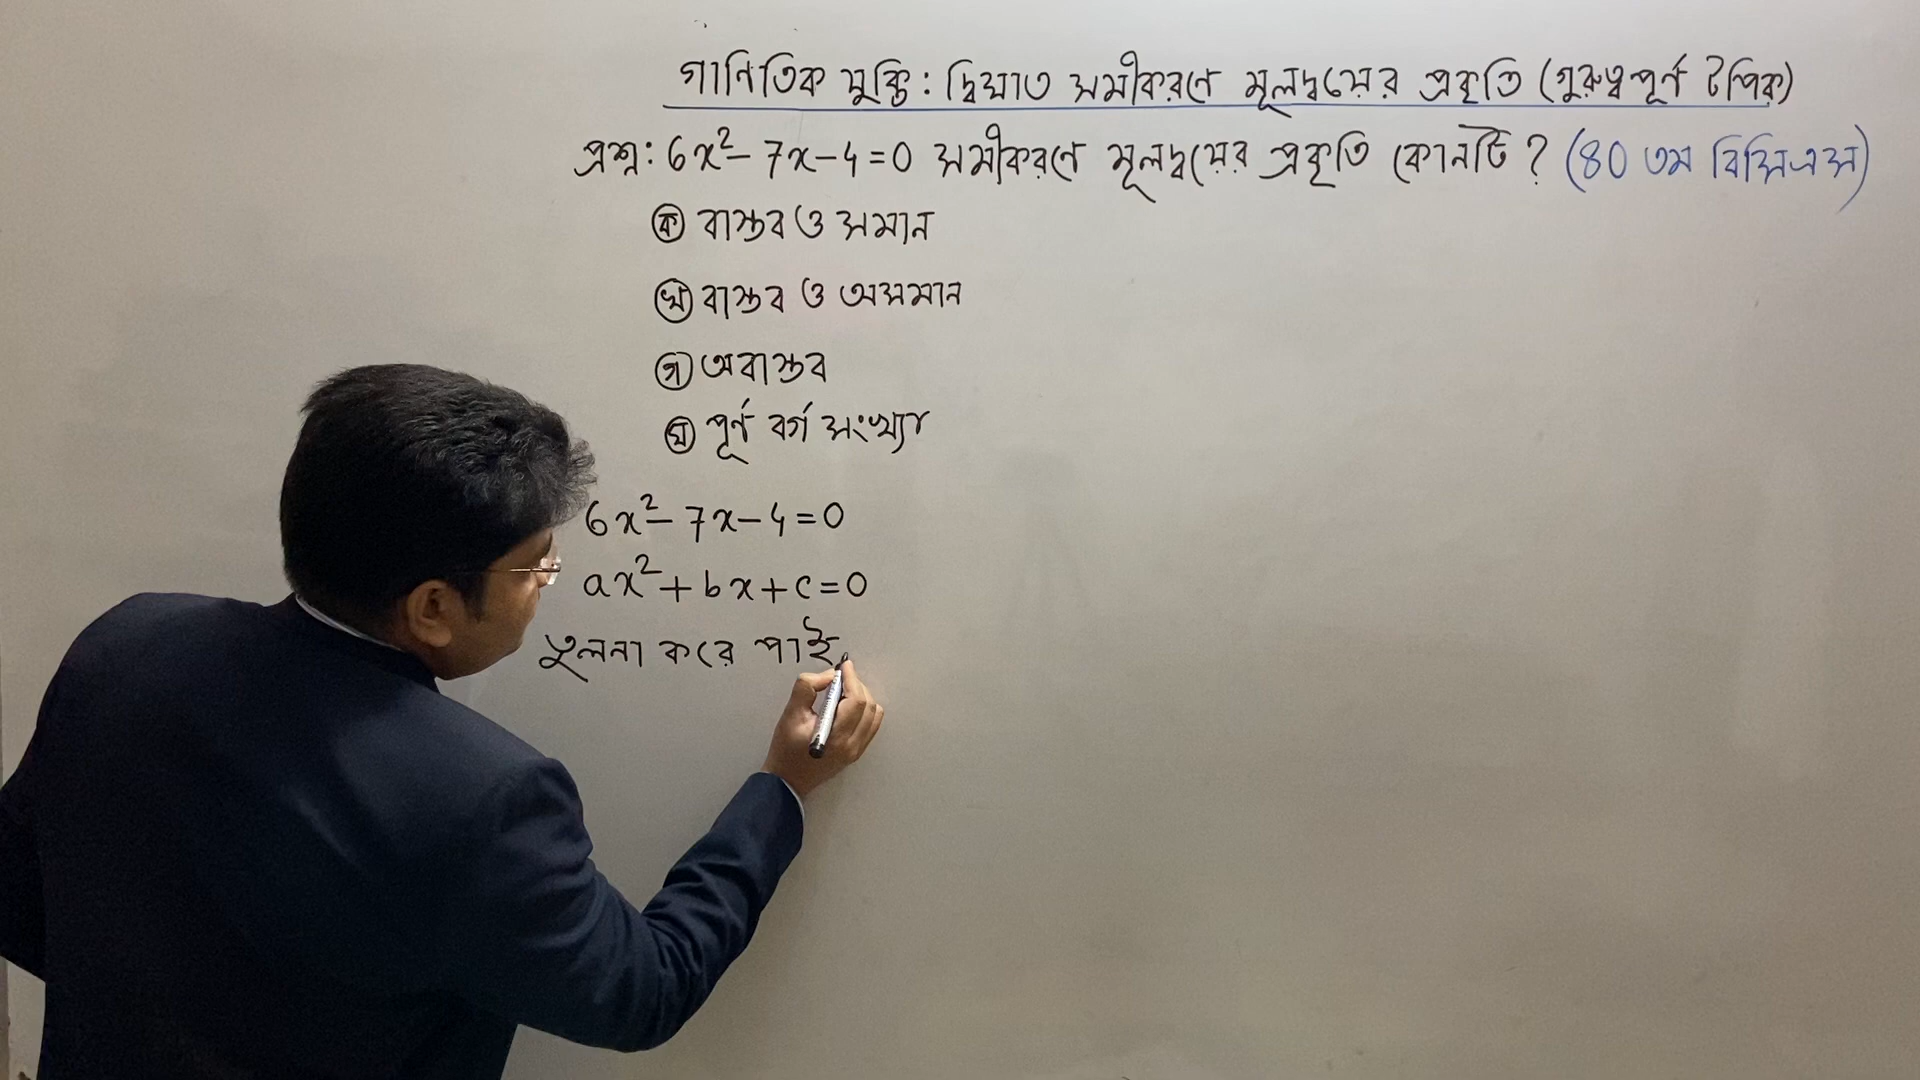 গাণিতিক যুক্তি: দ্বিঘাত সমীকরণে মূলদ্বয়ের প্রকৃতি (গুরুত্বপূর্ণ টপিক)
প্রশ্ন: 6x² - 7x - 4 = 0 সমীকরণে মূলদ্বয়ের প্রকৃতি কোনটি? (৪০ তম বিসিএস)
ক বাস্তব ও সমান
খ বাস্তব ও অসমান
গ অবাস্তব
ঘ পূর্ণ বর্গ সংখ্যা
6x² - 7x - 4 = 0
ax² + bx + c = 0
তুলনা করে পাই,